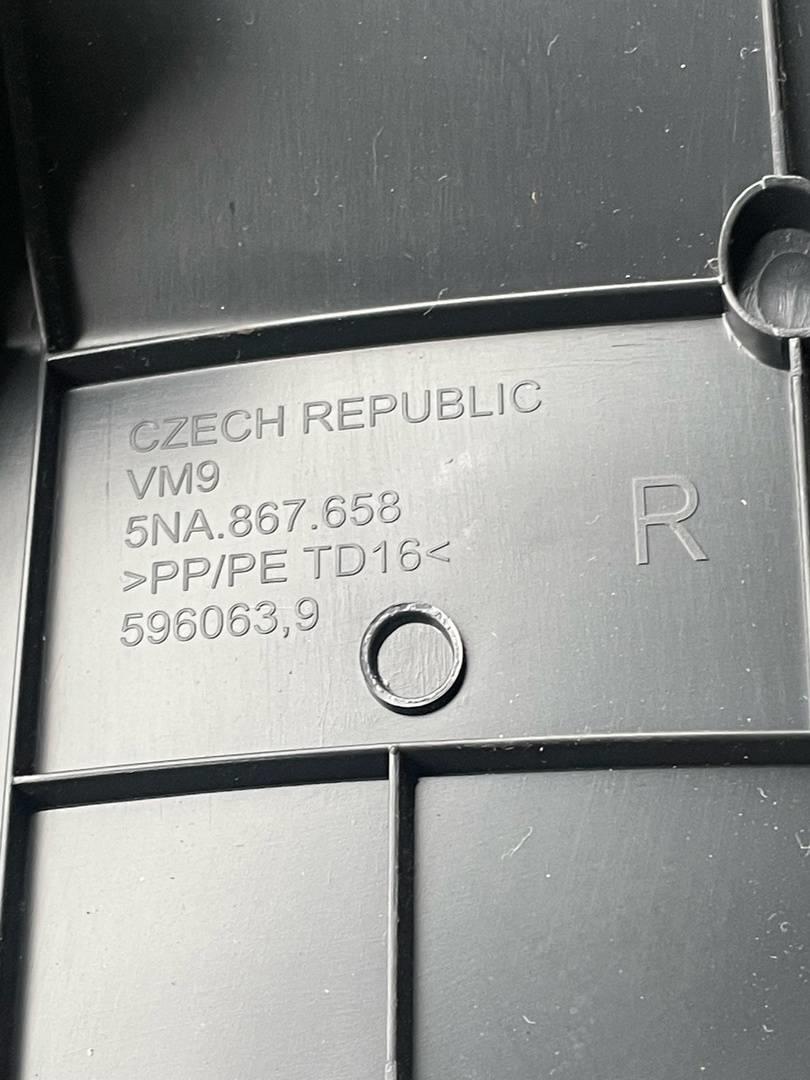 CZECH REPUBLIC
VM9
5NA.867.658
>PP/PE TD16<
596063,9
R